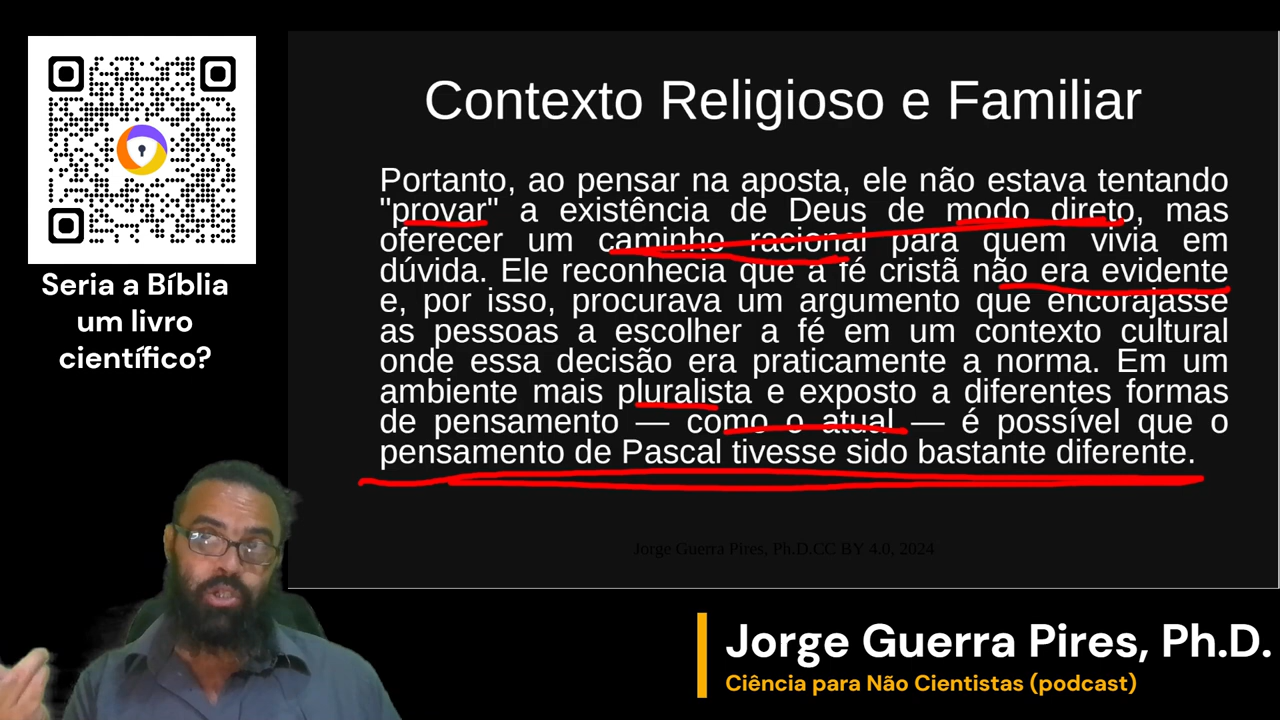 Seria a Bíblia
um livro
científico?
Contexto Religioso e Familiar
Portanto, ao pensar na aposta, ele não estava tentando
"provar" a existência de Deus de modo direto, mas
oferecer um caminho racional para quem vivia em
dúvida. Ele reconhecia que a fé cristã não era evidente
e, por isso, procurava um argumento que encorajasse
as pessoas a escolher a fé em um contexto cultural
onde essa decisão era praticamente a norma. Em um
ambiente mais pluralista e exposto a diferentes formas
de pensamento — como o atual — é possível que o
pensamento de Pascal tivesse sido bastante diferente.
Jorge Guerra Pires, Ph.D.CC BY 4.0, 2024
Jorge Guerra Pires, Ph.D.
Ciência para Não Cientistas (podcast)